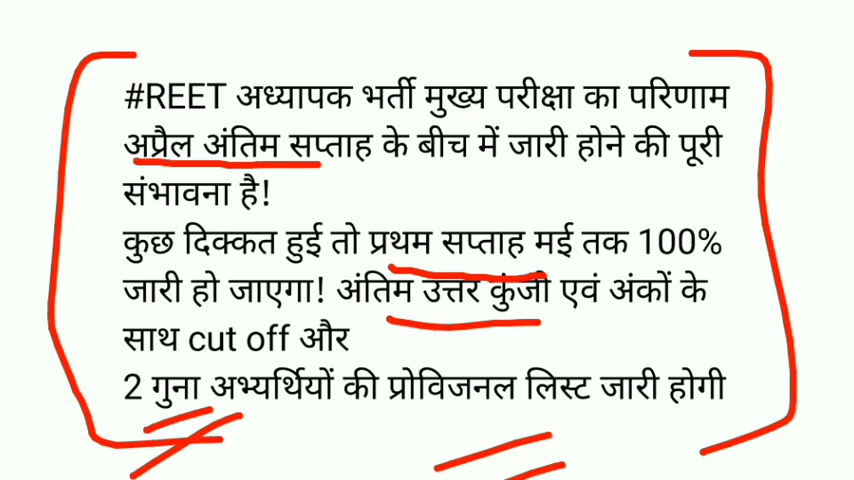 #REET अध्यापक भर्ती मुख्य परीक्षा का परिणाम
अप्रैल अंतिम सप्ताह के बीच में जारी होने की पूरी
संभावना है!
कुछ दिक्कत हुई तो प्रथम सप्ताह मई तक 100%
जारी हो जाएगा! अंतिम उत्तर कुंजी एवं अंकों के
साथ cut off और
2 गुना अभ्यर्थियों की प्रोविजनल लिस्ट जारी होगी